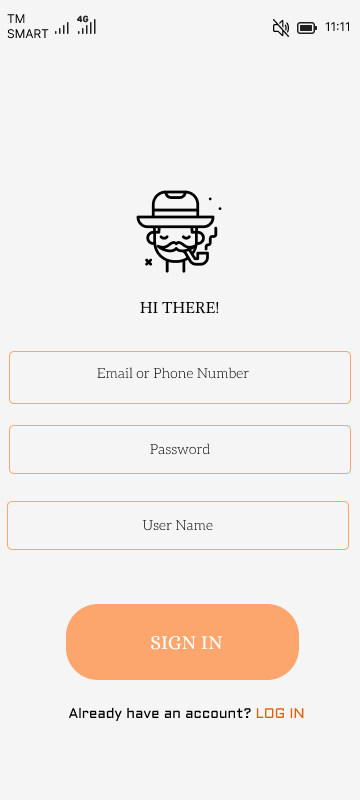 TM
SMART
4G
11:11
HI THERE!
Email or Phone Number
Password
User Name
SIGN IN
Already have an account? LOG IN